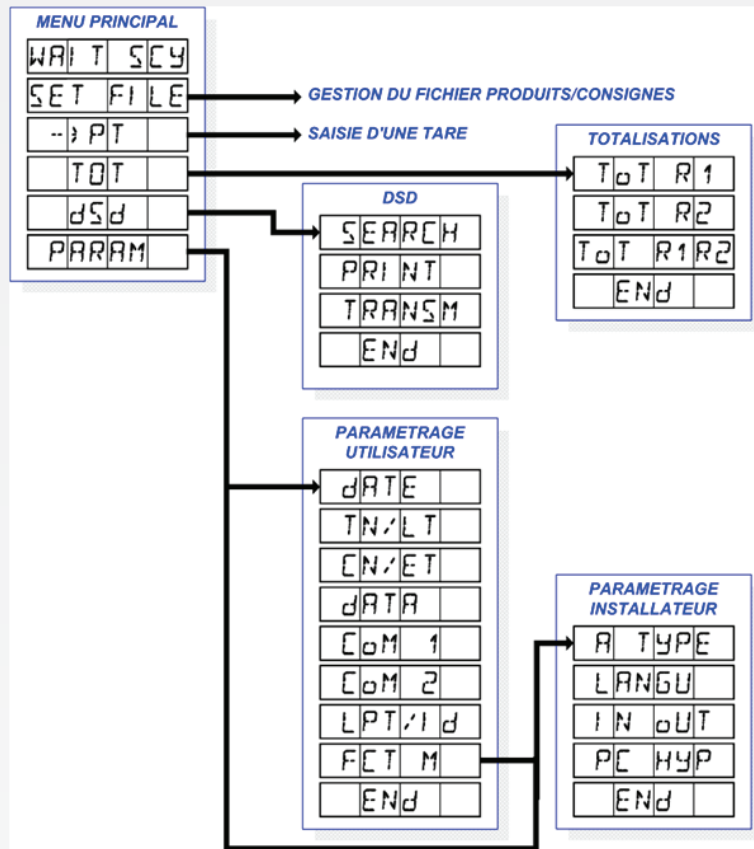 MENU PRINCIPAL
WAIT SCY
SET FILE
GESTION DU FICHIER PRODUITS/CONSIGNES
--> PT
SAISIE D'UNE TARE
TOT
dSd
PARAM
TOTALISATIONS
ToT R1
ToT R2
ToT R1R2
ENd
DSD
SEARCH
PRINT
TRANSM
ENd
PARAMETRAGE
UTILISATEUR
dATE
TN/LT
CN/ET
dATA
CoM 1
CoM 2
LPT/Id
FCT M
ENd
PARAMETRAGE
INSTALLATEUR
A TYPE
LANGU
IN oUT
PC HYP
ENd